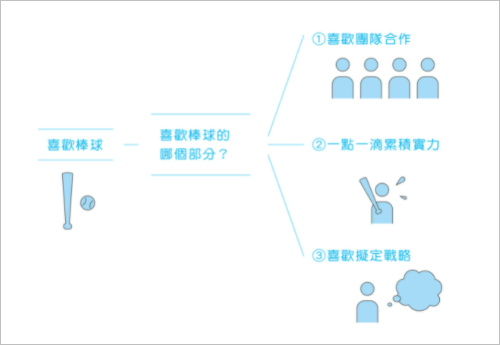 ①喜歡團隊合作
喜歡棒球
喜歡棒球的
哪個部分？
②一點一滴累積實力
③喜歡擬定戰略